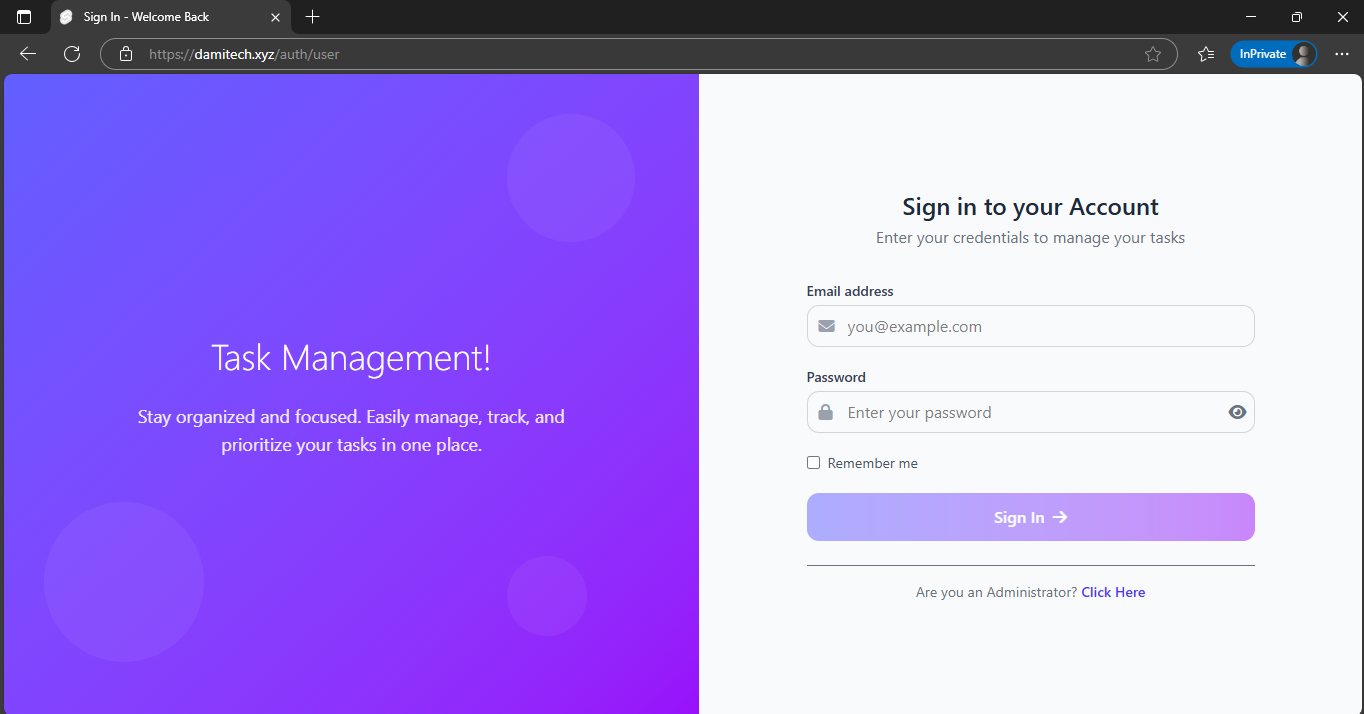 Sign In - Welcome Back
https://damitech.xyz/auth/user
InPrivate
Task Management!
Stay organized and focused. Easily manage, track, and
prioritize your tasks in one place.
Sign in to your Account
Enter your credentials to manage your tasks
Email address
you@example.com
Password
Enter your password
Remember me
Sign In
Are you an Administrator? Click Here